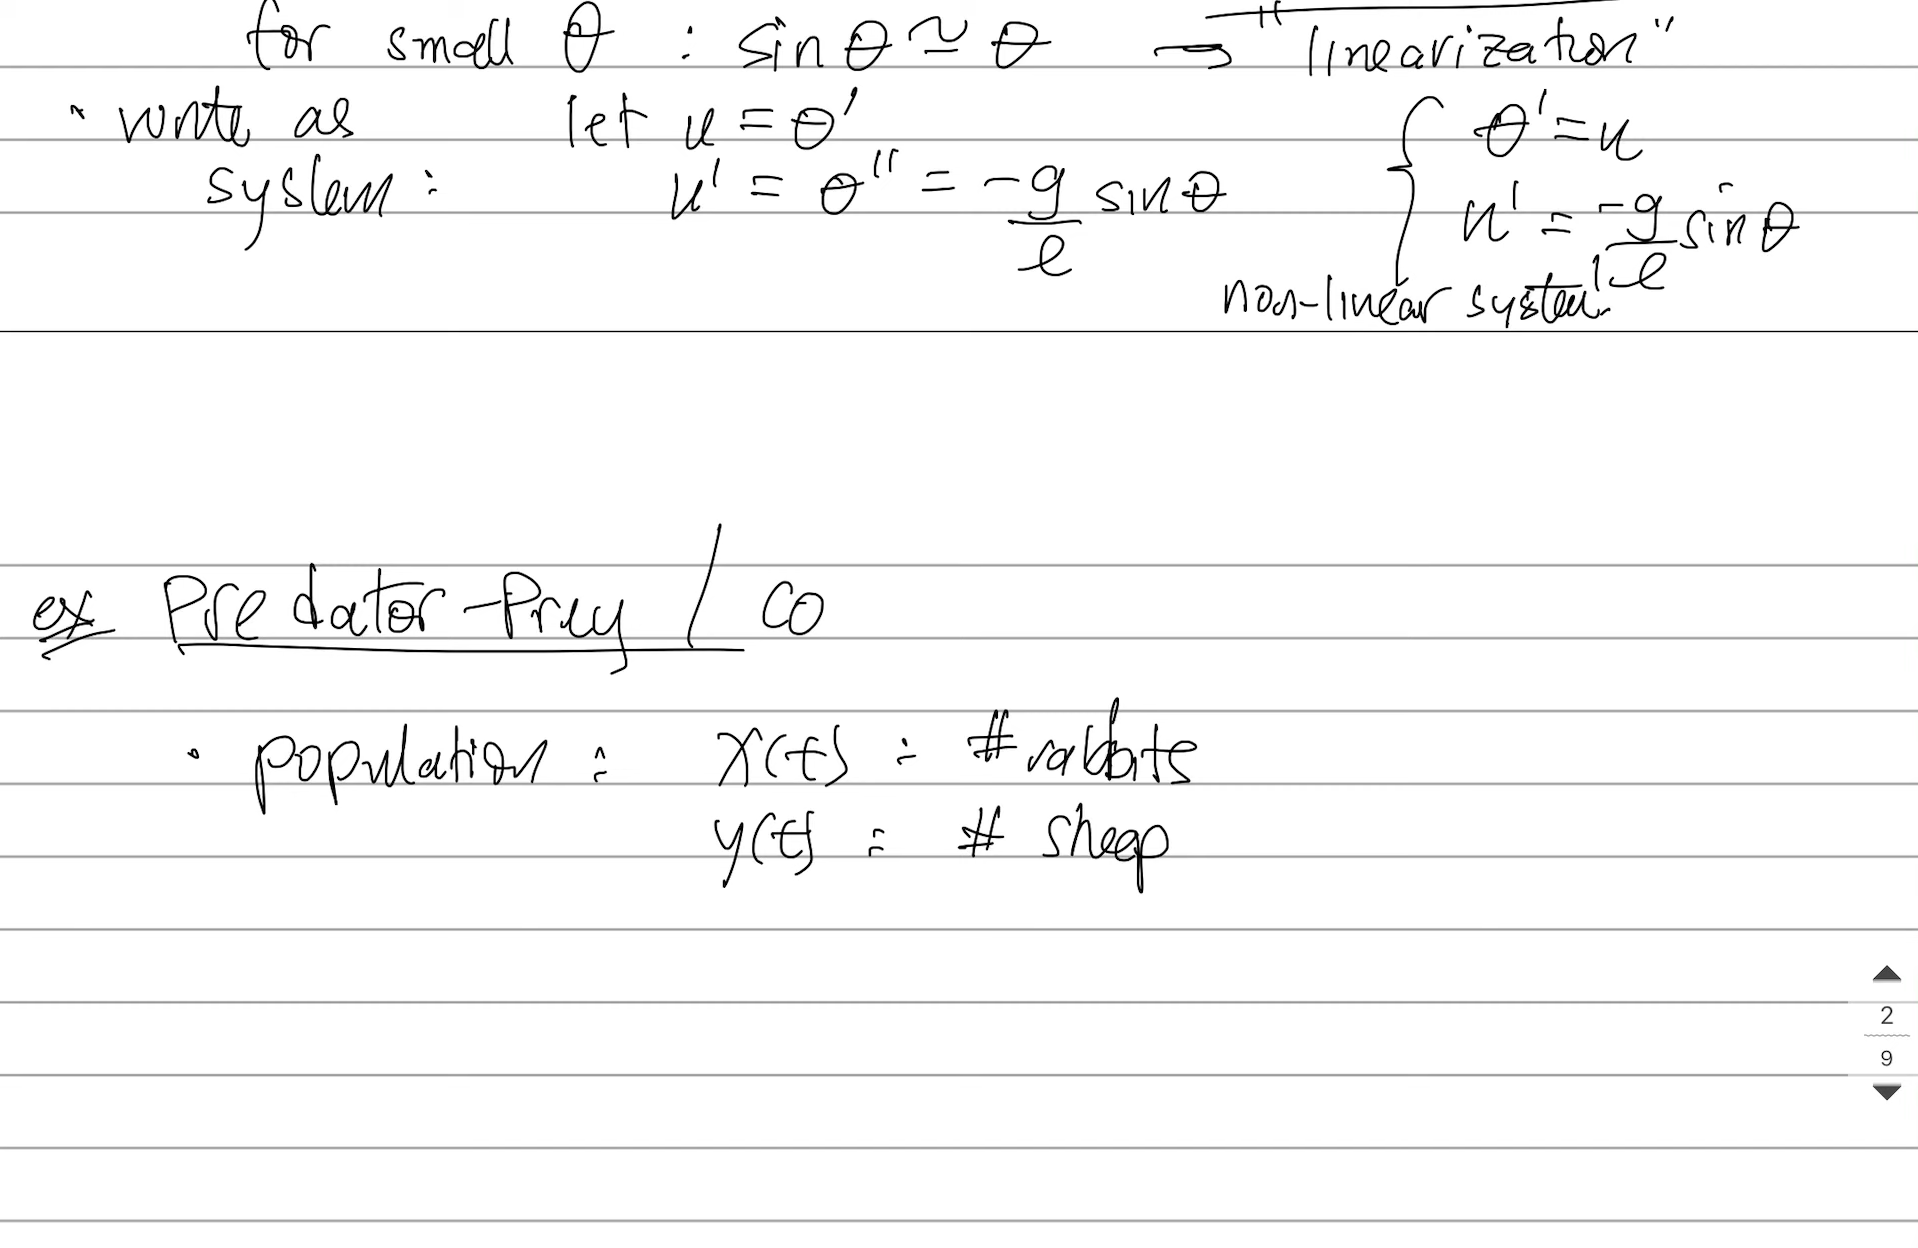 for small θ : sin θ ≃ θ → "linearization"
• write as let u = θ' { θ' = u
system : u' = θ'' = -g/l sin θ u' = -g/l sin θ
non-linear system.
ex Predator-Prey / co
• population : x(t) : # rabbits
y(t) : # sheep
2
9